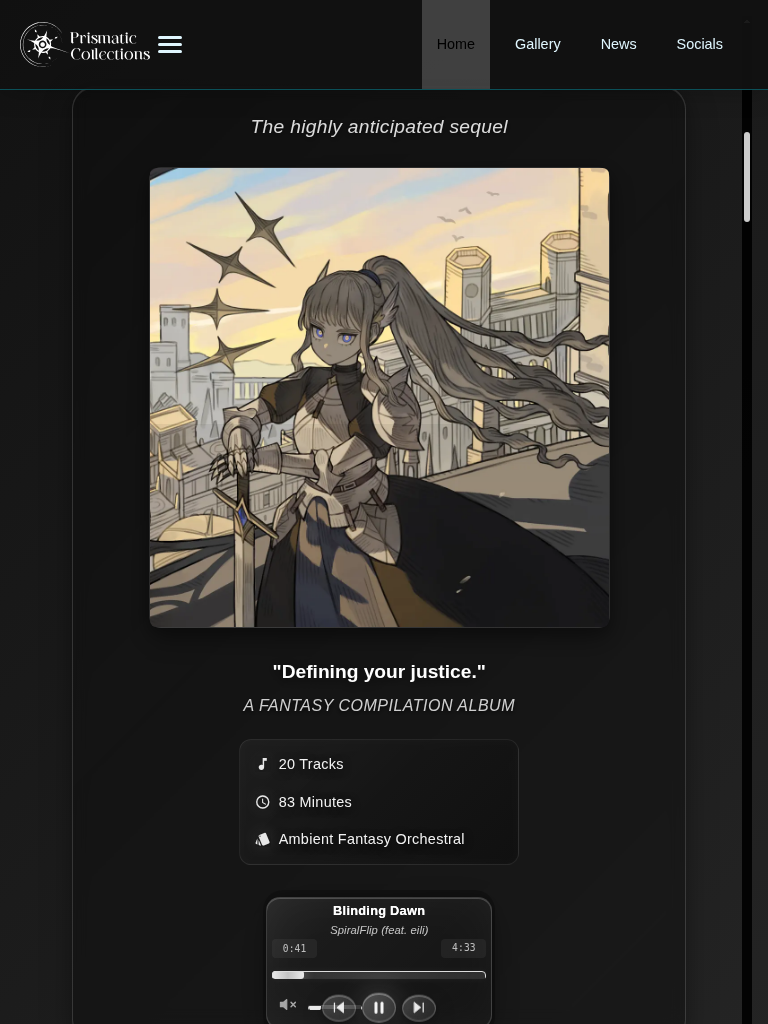 Prismatic
Collections
Home
Gallery
News
Socials
The highly anticipated sequel
"Defining your justice."
A FANTASY COMPILATION ALBUM
20 Tracks
83 Minutes
Ambient Fantasy Orchestral
Blinding Dawn
SpiralFlip (feat. eili)
0:41
4:33